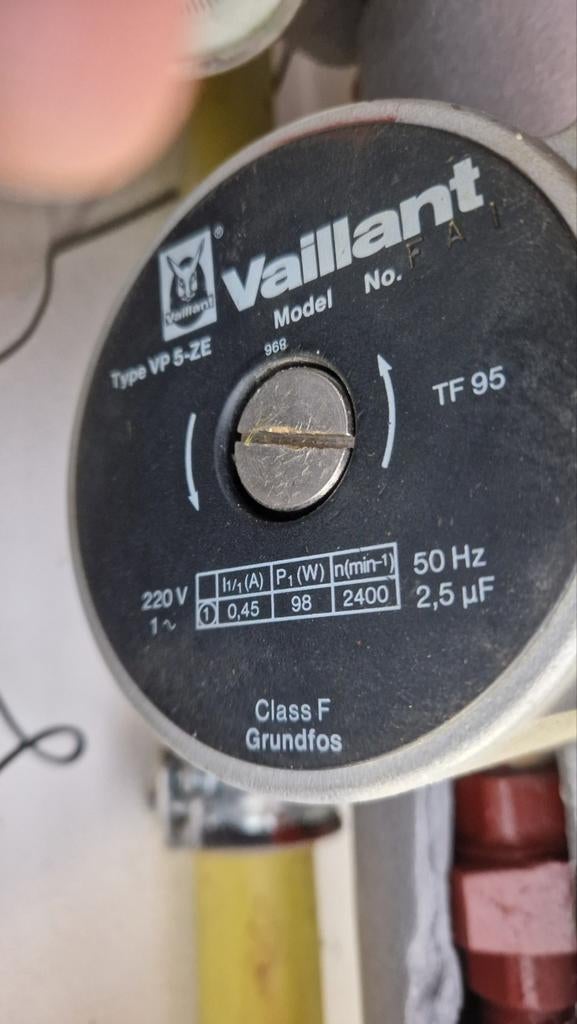 Vaillant ®
Vaillant
FAI
Model No.
Type VP 5-ZE
968
TF 95
I1/1 (A) P1 (W) n(min-1)
220 V 50 Hz
1 0,45 98 2400
1 ~ 2,5 µF
Class F
Grundfos